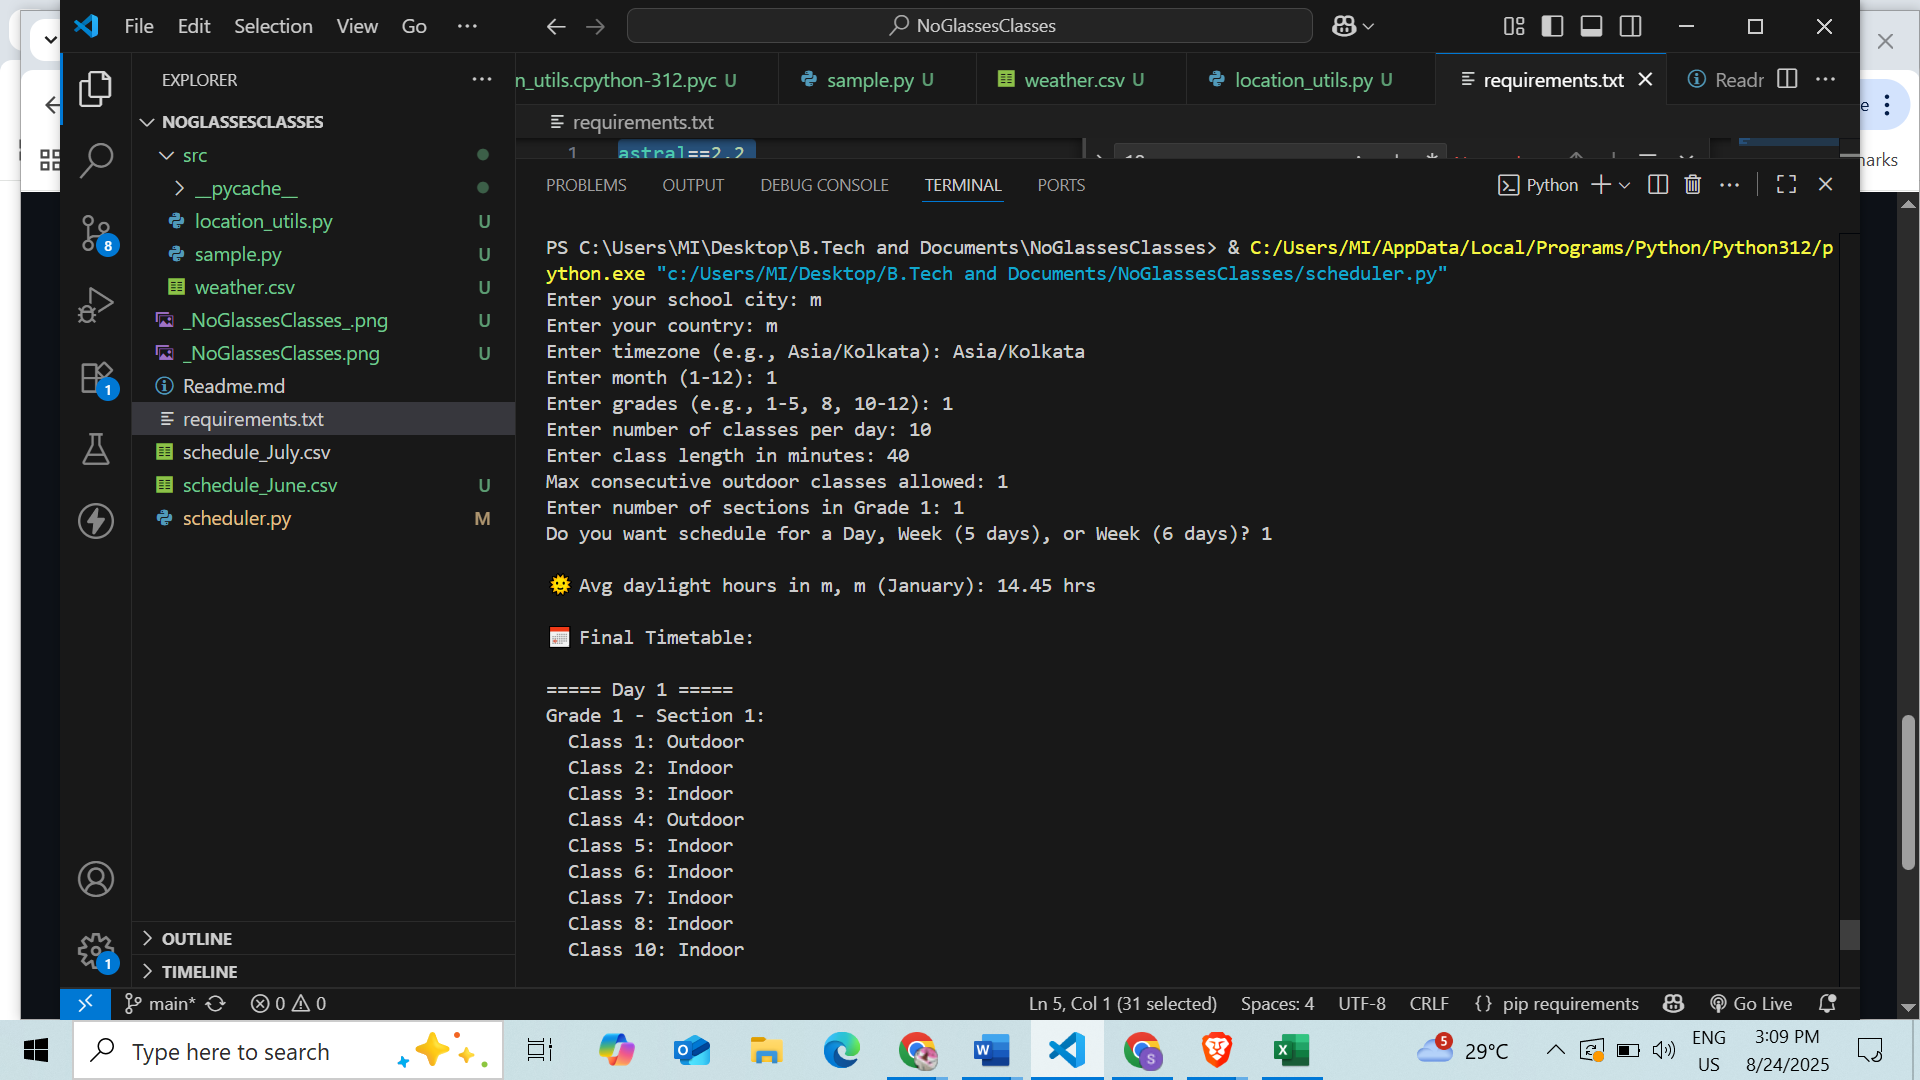 File Edit Selection View Go ··· NoGlassesClasses
EXPLORER
n_utils.cpython-312.pyc U sample.py U weather.csv U location_utils.py U requirements.txt Readr
requirements.txt
NOGLASSESCLASSES
src
__pycache__
location_utils.py U
sample.py U
weather.csv U
_NoGlassesClasses_.png U
_NoGlassesClasses.png U
Readme.md
requirements.txt
schedule_July.csv
schedule_June.csv U
scheduler.py M
OUTLINE
TIMELINE
8
1
1
1 astral==2.2
PROBLEMS OUTPUT DEBUG CONSOLE TERMINAL PORTS Python
PS C:\Users\MI\Desktop\B.Tech and Documents\NoGlassesClasses> & C:/Users/MI/AppData/Local/Programs/Python/Python312/p
ython.exe "c:/Users/MI/Desktop/B.Tech and Documents/NoGlassesClasses/scheduler.py"
Enter your school city: m
Enter your country: m
Enter timezone (e.g., Asia/Kolkata): Asia/Kolkata
Enter month (1-12): 1
Enter grades (e.g., 1-5, 8, 10-12): 1
Enter number of classes per day: 10
Enter class length in minutes: 40
Max consecutive outdoor classes allowed: 1
Enter number of sections in Grade 1: 1
Do you want schedule for a Day, Week (5 days), or Week (6 days)? 1
🌞 Avg daylight hours in m, m (January): 14.45 hrs
📅 Final Timetable:
===== Day 1 =====
Grade 1 - Section 1:
Class 1: Outdoor
Class 2: Indoor
Class 3: Indoor
Class 4: Outdoor
Class 5: Indoor
Class 6: Indoor
Class 7: Indoor
Class 8: Indoor
Class 10: Indoor
main* 0 0 Ln 5, Col 1 (31 selected) Spaces: 4 UTF-8 CRLF {} pip requirements Go Live
Type here to search 5 29°C ENG US 3:09 PM 8/24/2025